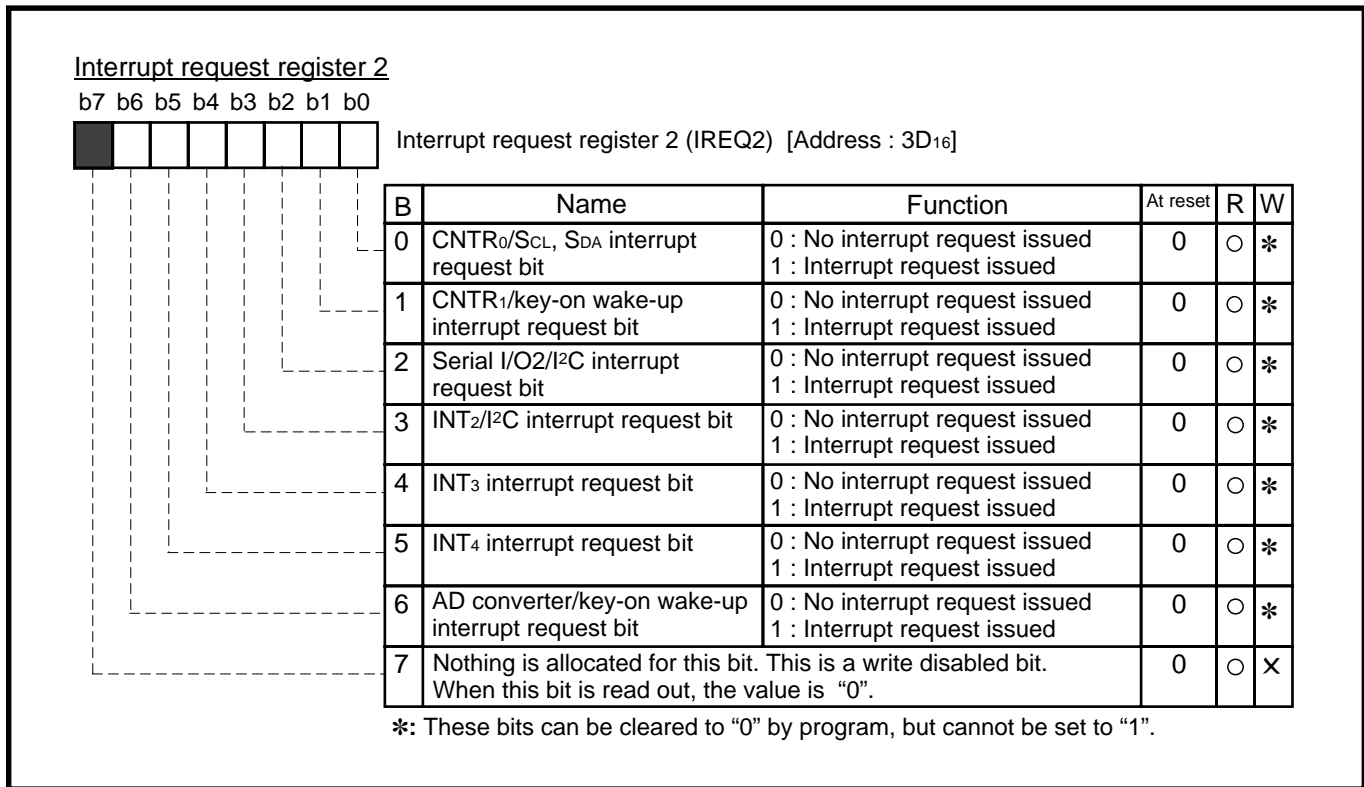 Interrupt request register 2
b7 b6 b5 b4 b3 b2 b1 b0
Interrupt request register 2 (IREQ2) [Address : 3D16]
B Name Function At reset R W
0 CNTR0/SCL, SDA interrupt request bit 0 : No interrupt request issued 1 : Interrupt request issued 0 ○ ✻
1 CNTR1/key-on wake-up interrupt request bit 0 : No interrupt request issued 1 : Interrupt request issued 0 ○ ✻
2 Serial I/O2/I2C interrupt request bit 0 : No interrupt request issued 1 : Interrupt request issued 0 ○ ✻
3 INT2/I2C interrupt request bit 0 : No interrupt request issued 1 : Interrupt request issued 0 ○ ✻
4 INT3 interrupt request bit 0 : No interrupt request issued 1 : Interrupt request issued 0 ○ ✻
5 INT4 interrupt request bit 0 : No interrupt request issued 1 : Interrupt request issued 0 ○ ✻
6 AD converter/key-on wake-up interrupt request bit 0 : No interrupt request issued 1 : Interrupt request issued 0 ○ ✻
7 Nothing is allocated for this bit. This is a write disabled bit. When this bit is read out, the value is “0”. 0 ○ ×
✻: These bits can be cleared to “0” by program, but cannot be set to “1”.